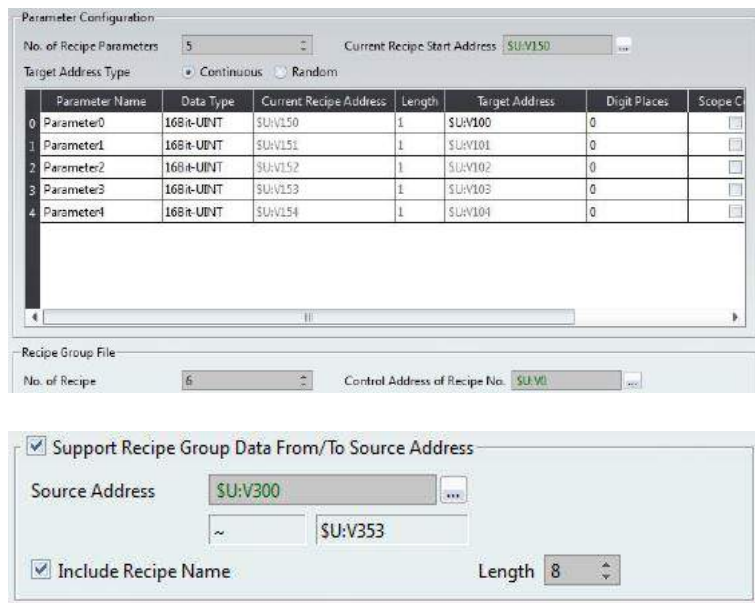 Parameter Configuration
No. of Recipe Parameters 5 Current Recipe Start Address $U:V150 ...
Target Address Type Continuous Random
Parameter Name Data Type Current Recipe Address Length Target Address Digit Places Scope C
0 Parameter0 16Bit-UINT $U:V150 1 $U:V100 0
1 Parameter1 16Bit-UINT $U:V151 1 $U:V101 0
2 Parameter2 16Bit-UINT $U:V152 1 $U:V102 0
3 Parameter3 16Bit-UINT $U:V153 1 $U:V103 0
4 Parameter4 16Bit-UINT $U:V154 1 $U:V104 0
Recipe Group File
No. of Recipe 6 Control Address of Recipe No. $U:V0 ...
Support Recipe Group Data From/To Source Address
Source Address $U:V300 ...
~ $U:V353
Include Recipe Name Length 8